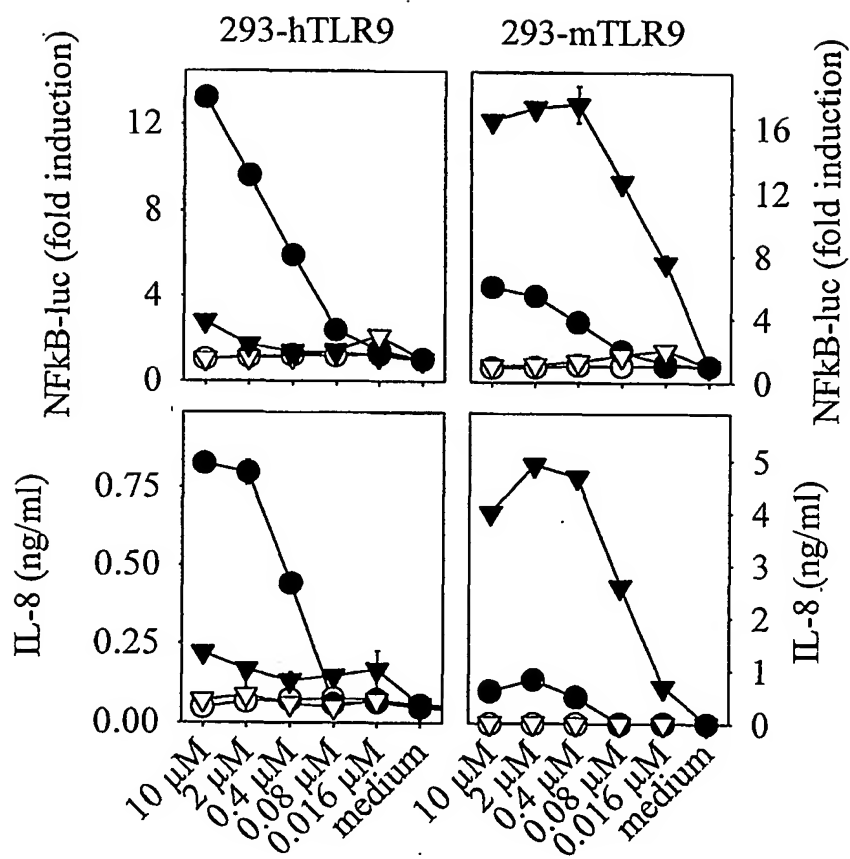 293-hTLR9
293-mTLR9
NFkB-luc (fold induction)
12
8
4
0
16
12
8
4
0
NFkB-luc (fold induction)
IL-8 (ng/ml)
0.75
0.50
0.25
0.00
5
4
3
2
1
0
IL-8 (ng/ml)
10 µM
2 µM
0.4 µM
0.08 µM
0.016 µM
medium
10 µM
2 µM
0.4 µM
0.08 µM
0.016 µM
medium